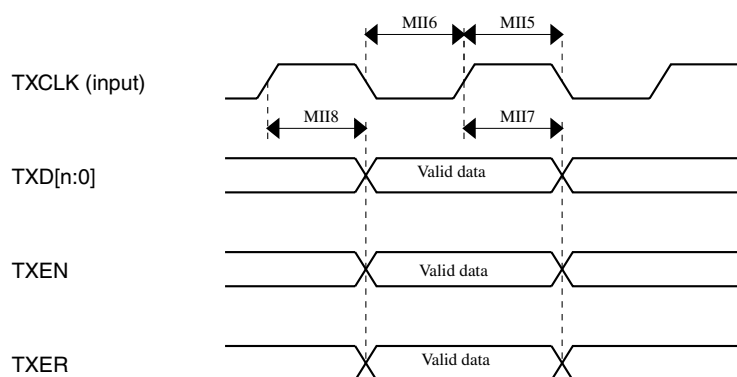 MII6 MII5
TXCLK (input)
MII8 MII7
TXD[n:0] Valid data
TXEN Valid data
TXER Valid data